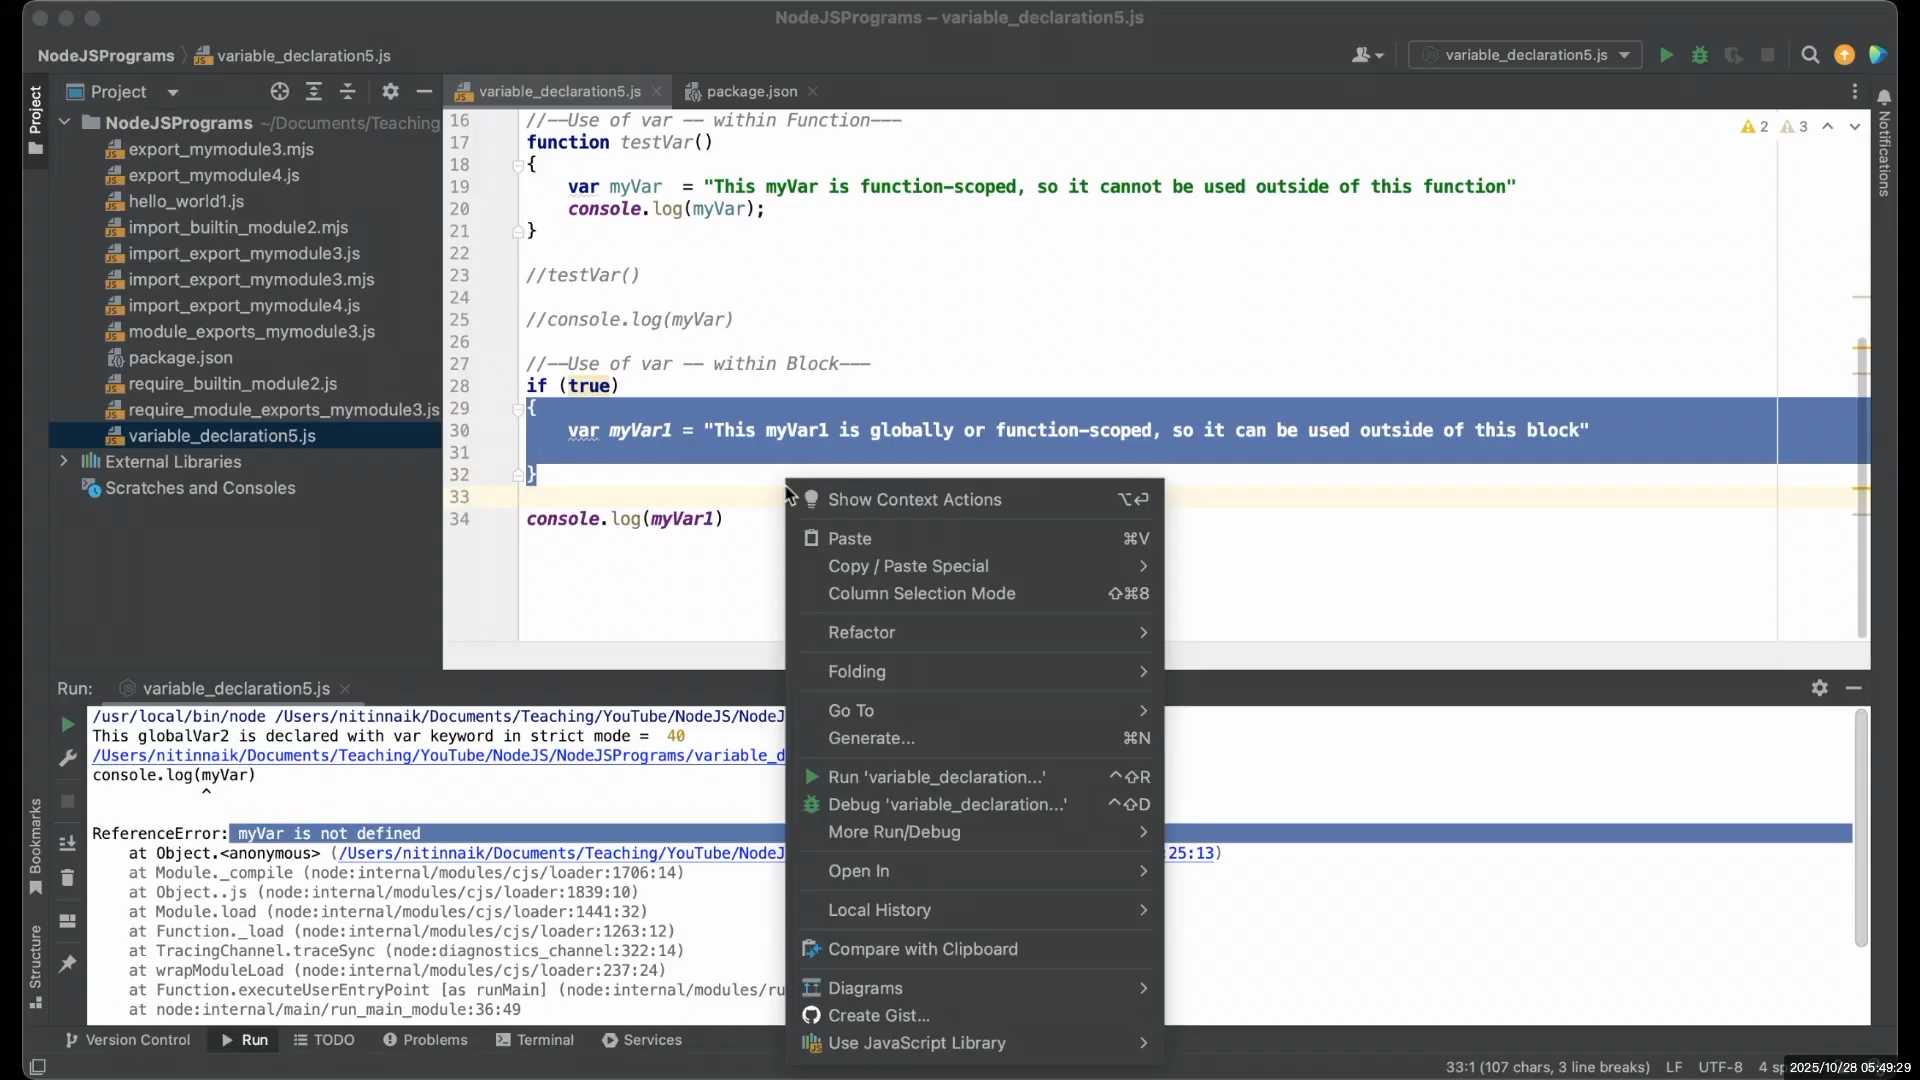 NodeJSPrograms – variable_declaration5.js
NodeJSPrograms
variable_declaration5.js
variable_declaration5.js
Project
Project
variable_declaration5.js
package.json
Notifications
NodeJSPrograms ~/Documents/Teaching
export_mymodule3.mjs
export_mymodule4.js
hello_world1.js
import_builtin_module2.mjs
import_export_mymodule3.js
import_export_mymodule3.mjs
import_export_mymodule4.js
module_exports_mymodule3.js
package.json
require_builtin_module2.js
require_module_exports_mymodule3.js
variable_declaration5.js
External Libraries
Scratches and Consoles
2 3
16 //--Use of var -- within Function---
17 function testVar()
18 {
19 var myVar = "This myVar is function-scoped, so it cannot be used outside of this function"
20 console.log(myVar);
21 }
22
23 //testVar()
24
25 //console.log(myVar)
26
27 //--Use of var -- within Block---
28 if (true)
29 {
30 var myVar1 = "This myVar1 is globally or function-scoped, so it can be used outside of this block"
31
32 }
33
34 console.log(myVar1)
Show Context Actions ⌥⏎
Paste ⌘V
Copy / Paste Special
Column Selection Mode ⇧⌘8
Refactor
Folding
Go To
Generate... ⌘N
Run 'variable_declaration...' ^⇧R
Debug 'variable_declaration...' ^⇧D
More Run/Debug
Open In
Local History
Compare with Clipboard
Diagrams
Create Gist...
Use JavaScript Library
Run: variable_declaration5.js
/usr/local/bin/node /Users/nitinnaik/Documents/Teaching/YouTube/NodeJS/NodeJ
This globalVar2 is declared with var keyword in strict mode = 40
/Users/nitinnaik/Documents/Teaching/YouTube/NodeJS/NodeJSPrograms/variable_d
console.log(myVar)
^
ReferenceError: myVar is not defined
at Object.<anonymous> (/Users/nitinnaik/Documents/Teaching/YouTube/NodeJ 25:13)
at Module._compile (node:internal/modules/cjs/loader:1706:14)
at Object..js (node:internal/modules/cjs/loader:1839:10)
at Module.load (node:internal/modules/cjs/loader:1441:32)
at Function._load (node:internal/modules/cjs/loader:1263:12)
at TracingChannel.traceSync (node:diagnostics_channel:322:14)
at wrapModuleLoad (node:internal/modules/cjs/loader:237:24)
at Function.executeUserEntryPoint [as runMain] (node:internal/modules/ru
at node:internal/main/run_main_module:36:49
Bookmarks
Structure
Version Control
Run
TODO
Problems
Terminal
Services
33:1 (107 chars, 3 line breaks) LF UTF-8 4 sp
2025/10/28 05:49:29